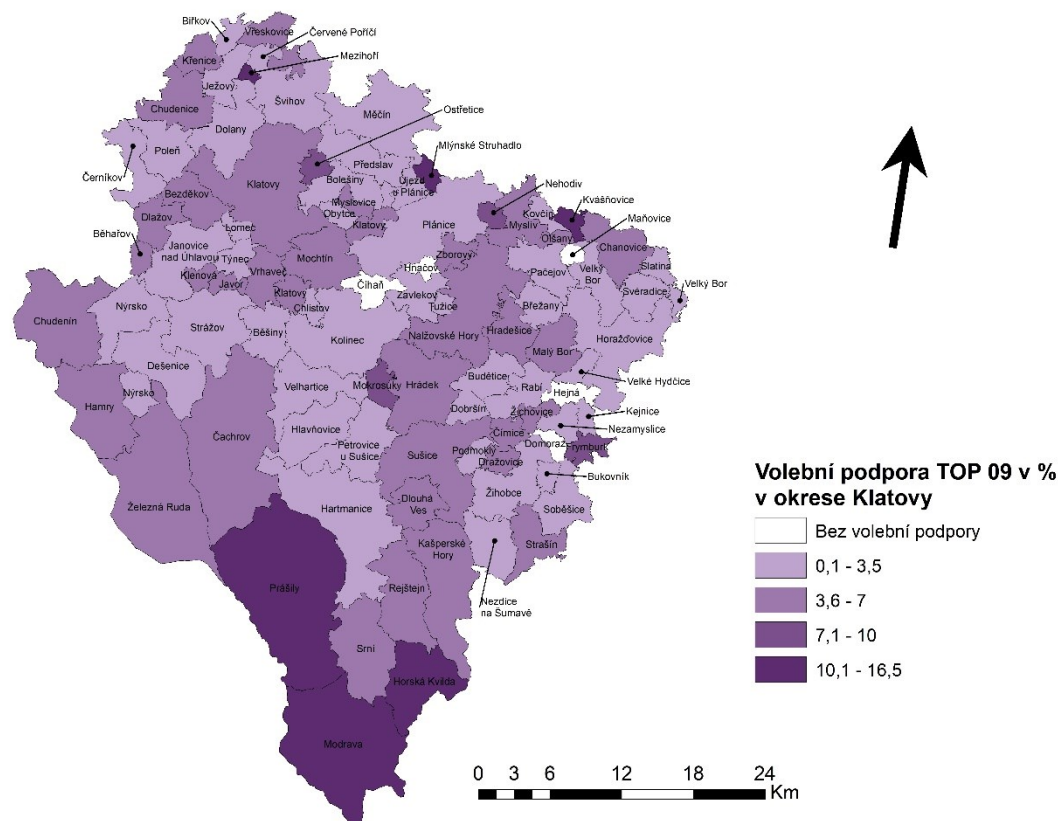 Biřkov
Vřeskovice
Červené Poříčí
Křenice
Mezihoří
Ježovy
Švihov
Chudenice
Měčín
Ostřetice
Dolany
Mlýnské Struhadlo
Poleň
Předslav
Černíkov
Klatovy
Bolešiny
Újezd
u Plánice
Nehodiv
Bezděkov
Myslovice
Kvášňovice
Obytce
Kovčín
Maňovice
Dlažov
Lomec
Klatovy
Plánice
Mysliv
Olšany
Běhařov
Janovice
nad Úhlavou
Týnec
Mochtín
Zborovy
Chanovice
Hnačov
Pačejov
Velký
Bor
Slatina
Klenová
Vrhaveč
Javor
Klatovy
Číhaň
Zavlekov
Svéradice
Velký Bor
Nýrsko
Chlistov
Tužice
Břežany
Chudenín
Strážov
Běšiny
Kolinec
Nalžovské Hory
Hradešice
Horažďovice
Malý Bor
Dešenice
Velhartice
Mokrosuky
Hrádek
Budětice
Rabí
Velké Hydčice
Nýrsko
Hejná
Hamry
Dobršín
Žichovice
Kejnice
Čachrov
Hlavňovice
Nezamyslice
Petrovice
u Sušice
Sušice
Čímice
Domoraz
Frymburk
Podmokly
Dražovice
Bukovník
Železná Ruda
Hartmanice
Dlouhá
Ves
Žihobce
Soběšice
Kašperské
Hory
Strašín
Prášily
Rejštejn
Nezdice
na Šumavě
Srní
Horská Kvilda
Modrava
Volební podpora TOP 09 v %
v okrese Klatovy
Bez volební podpory
0,1 - 3,5
3,6 - 7
7,1 - 10
10,1 - 16,5
0 3 6 12 18 24
Km